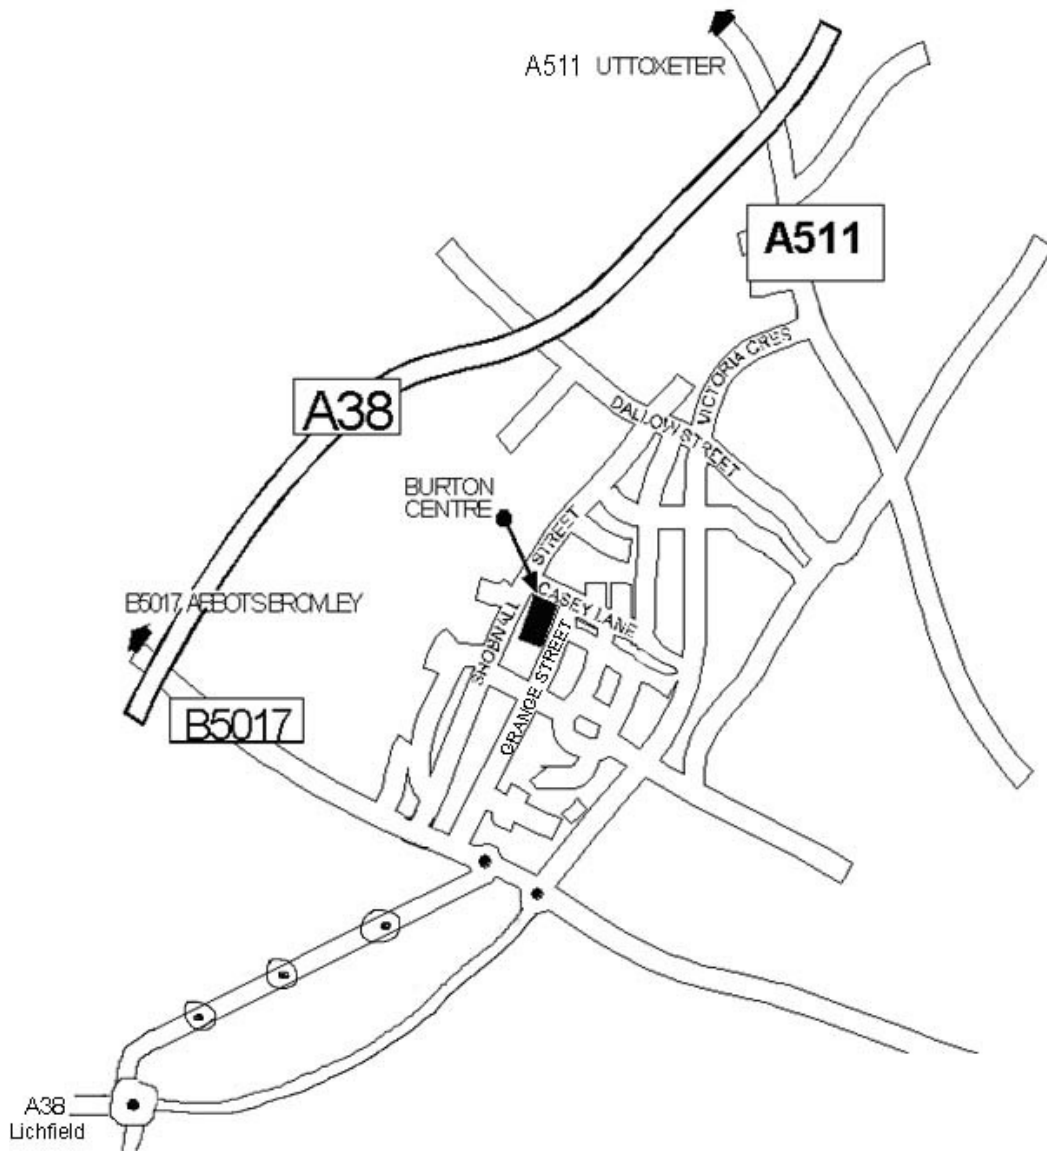 A511 UTTOXETER
A511
VICTORIA CRES
A38
DALLOW STREET
BURTON
CENTRE
STREET
B5017 ABBOTS BROMLEY
CASEY LANE
SHOBNALL
GRANGE STREET
B5017
A38
Lichfield